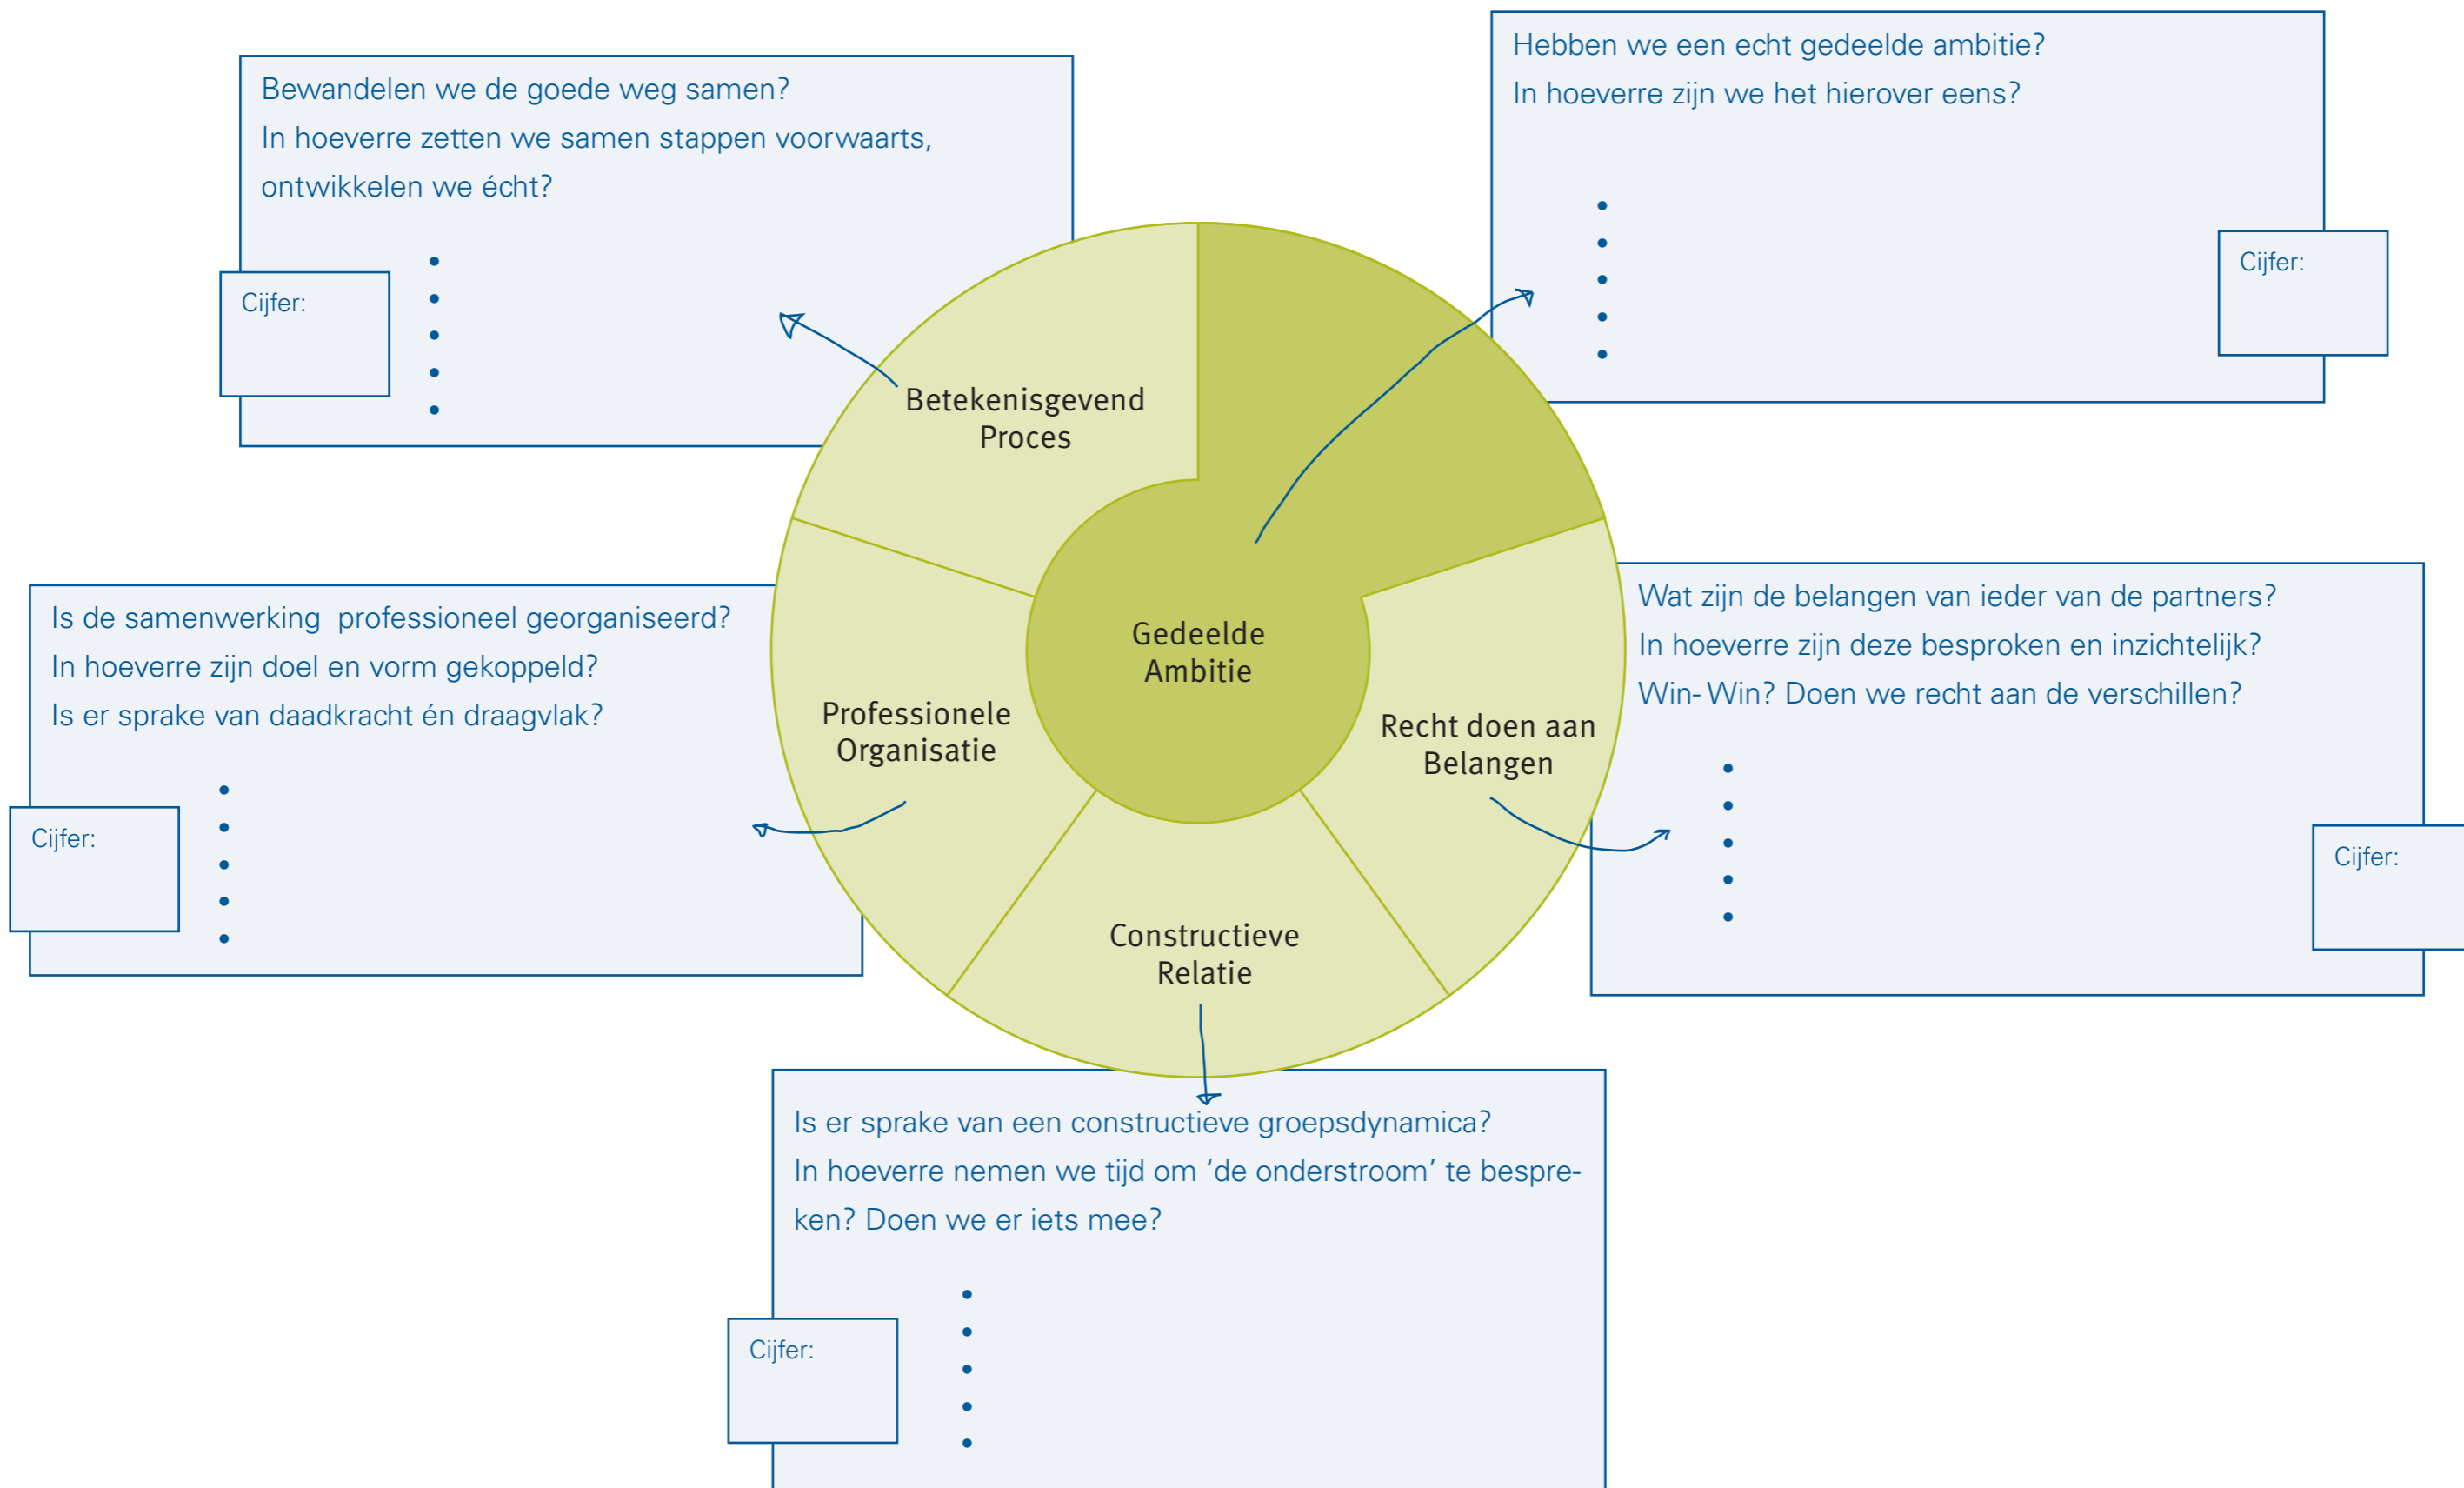 Bewandelen we de goede weg samen?
In hoeverre zetten we samen stappen voorwaarts,
ontwikkelen we écht?
Cijfer:
Hebben we een echt gedeelde ambitie?
In hoeverre zijn we het hierover eens?
Cijfer:
Betekenisgevend
Proces
Gedeelde
Ambitie
Is de samenwerking professioneel georganiseerd?
In hoeverre zijn doel en vorm gekoppeld?
Is er sprake van daadkracht én draagvlak?
Cijfer:
Professionele
Organisatie
Recht doen aan
Belangen
Wat zijn de belangen van ieder van de partners?
In hoeverre zijn deze besproken en inzichtelijk?
Win-Win? Doen we recht aan de verschillen?
Cijfer:
Constructieve
Relatie
Is er sprake van een constructieve groepsdynamica?
In hoeverre nemen we tijd om ‘de onderstroom’ te bespre-
ken? Doen we er iets mee?
Cijfer: